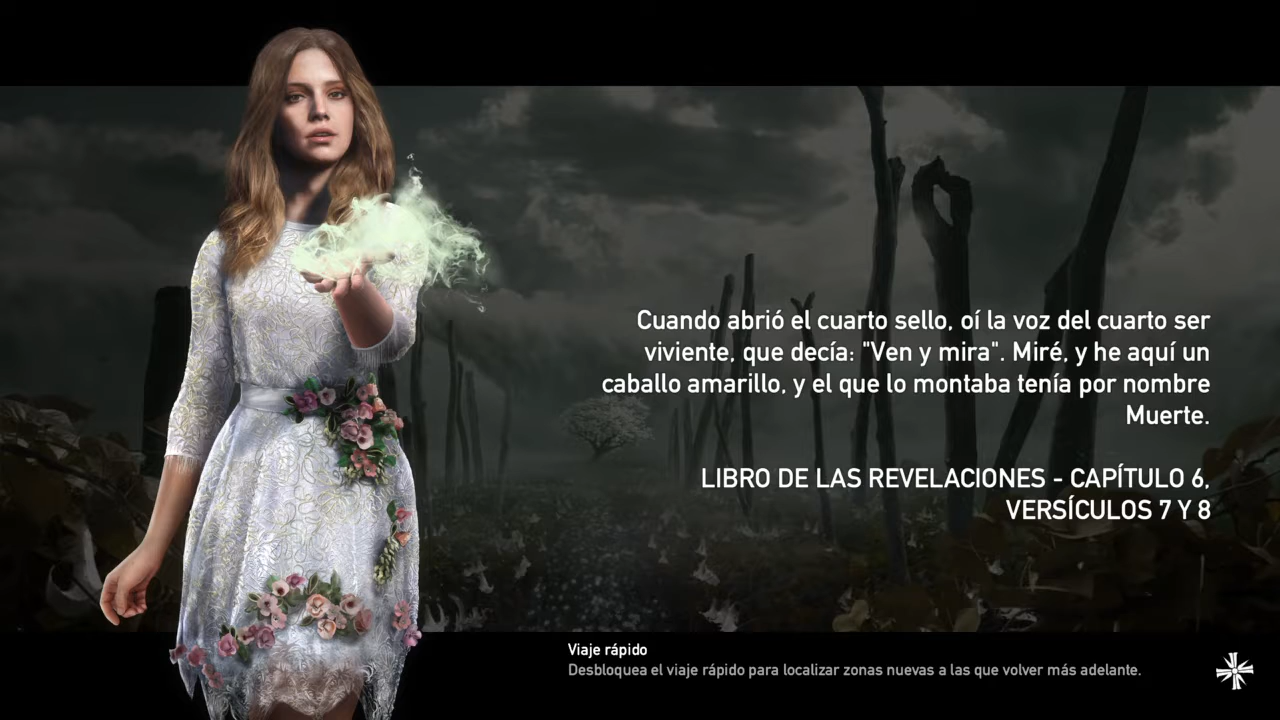 Cuando abrió el cuarto sello, oí la voz del cuarto ser
viviente, que decía: "Ven y mira". Miré, y he aquí un
caballo amarillo, y el que lo montaba tenía por nombre
Muerte.
LIBRO DE LAS REVELACIONES - CAPÍTULO 6,
VERSÍCULOS 7 Y 8
Viaje rápido
Desbloquea el viaje rápido para localizar zonas nuevas a las que volver más adelante.